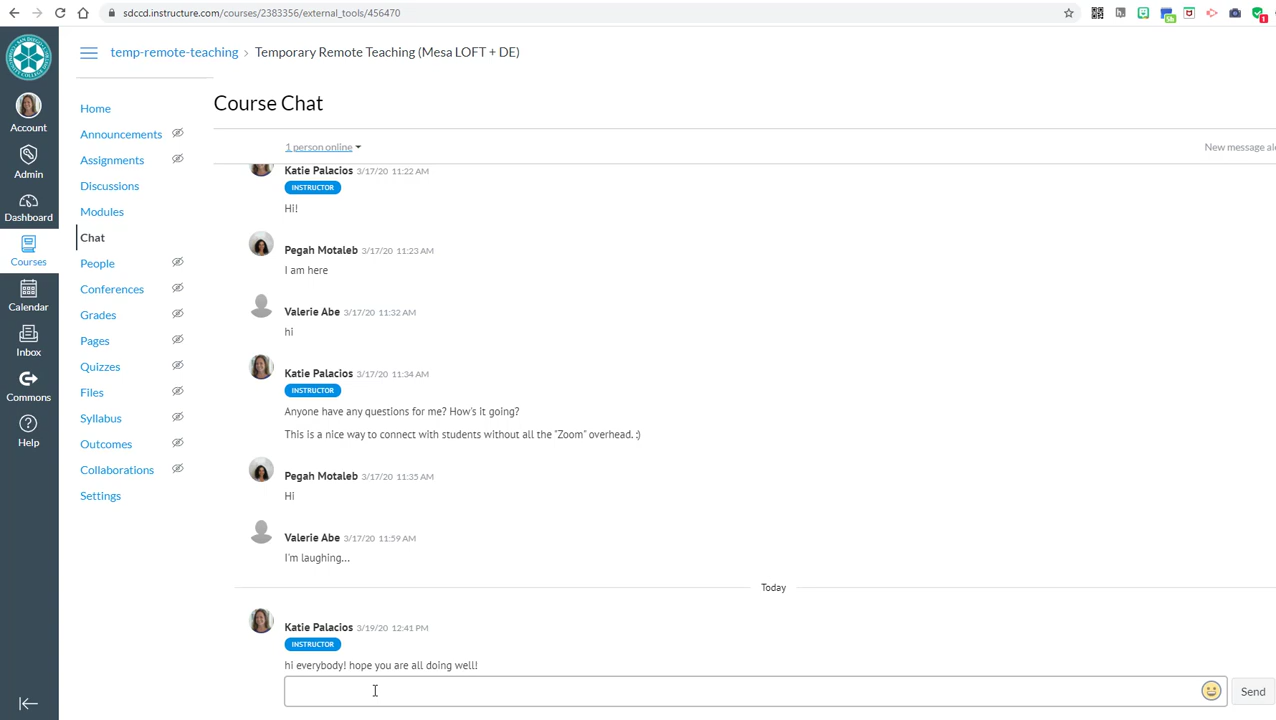 sdccd.instructure.com/courses/2383356/external_tools/456470
5h
1
temp-remote-teaching › Temporary Remote Teaching (Mesa LOFT + DE)
Account
Admin
Dashboard
Courses
Calendar
Inbox
Commons
Help
Home
Announcements
Assignments
Discussions
Modules
Chat
People
Conferences
Grades
Pages
Quizzes
Files
Syllabus
Outcomes
Collaborations
Settings
Course Chat
1 person online
New message ale
Katie Palacios 3/17/20 11:22 AM
INSTRUCTOR
Hi!
Pegah Motaleb 3/17/20 11:23 AM
I am here
Valerie Abe 3/17/20 11:32 AM
hi
Katie Palacios 3/17/20 11:34 AM
INSTRUCTOR
Anyone have any questions for me? How's it going?
This is a nice way to connect with students without all the "Zoom" overhead. :)
Pegah Motaleb 3/17/20 11:35 AM
Hi
Valerie Abe 3/17/20 11:59 AM
I'm laughing...
Today
Katie Palacios 3/19/20 12:41 PM
INSTRUCTOR
hi everybody! hope you are all doing well!
Send